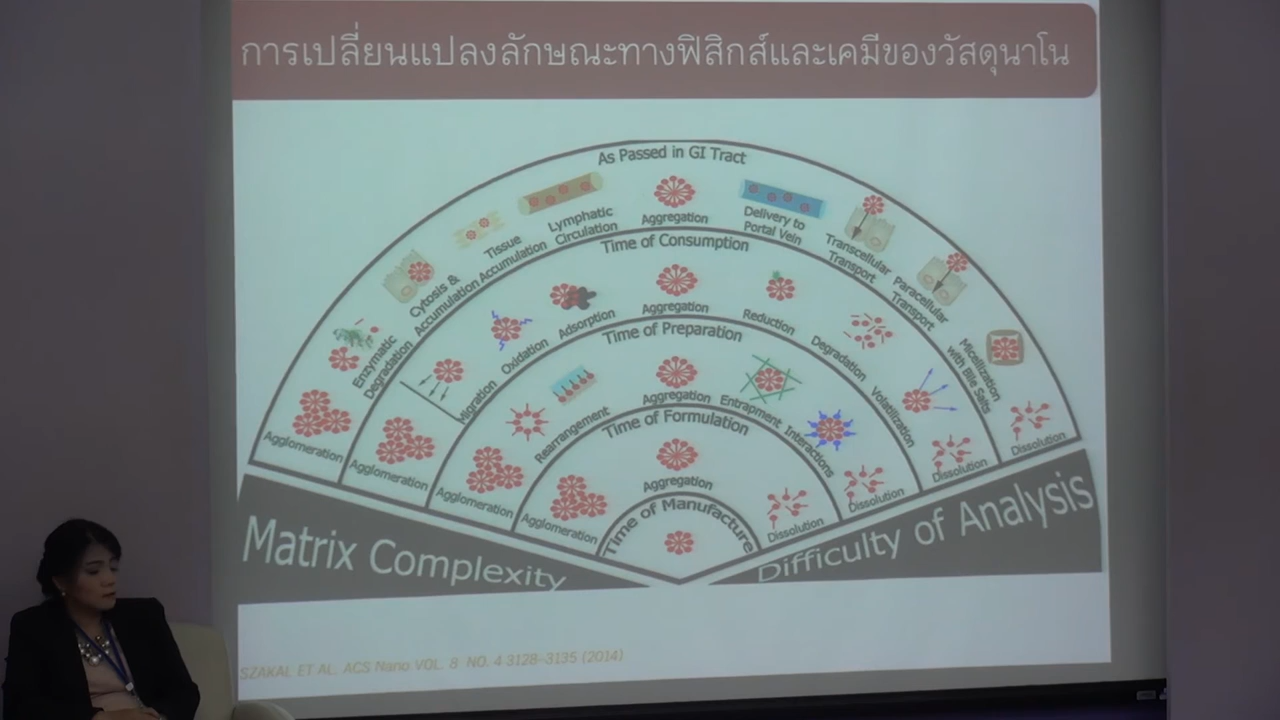 การเปลี่ยนแปลงลักษณะทางฟิสิกส์และเคมีของวัสดุนาโน
As Passed in GI Tract
Agglomeration
Enzymatic
Degradation
Cytosis &
Accumulation
Tissue
Accumulation
Lymphatic
Circulation
Aggregation
Delivery to
Portal Vein
Transcellular
Transport
Paracellular
Transport
Micellization
with Bile Salts
Dissolution
Time of Consumption
Agglomeration
Migration
Oxidation
Adsorption
Aggregation
Reduction
Degradation
Volatilization
Dissolution
Time of Preparation
Agglomeration
Rearrangement
Aggregation
Entrapment
Interactions
Dissolution
Time of Formulation
Agglomeration
Aggregation
Dissolution
Time of Manufacture
Matrix Complexity
Difficulty of Analysis
SZAKAL ET AL. ACS Nano VOL. 8 NO. 4 3128-3135 (2014)